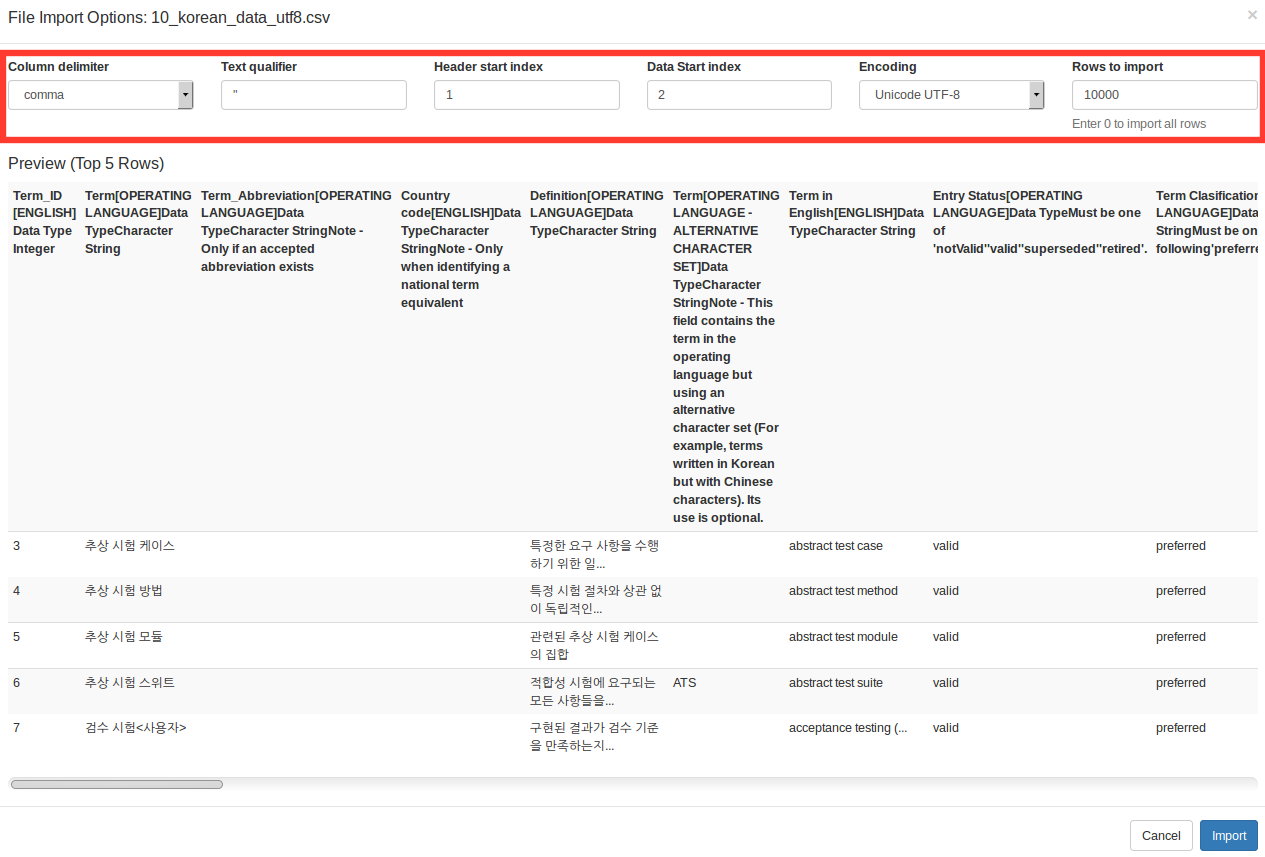 File Import Options: 10_korean_data_utf8.csv
×
Column delimiter
Text qualifier
Header start index
Data Start index
Encoding
Rows to import
comma
"
1
2
Unicode UTF-8
10000
Enter 0 to import all rows
Preview (Top 5 Rows)
Term_ID
[ENGLISH]
Data Type
Integer
Term[OPERATING
LANGUAGE]Data
TypeCharacter
String
Term_Abbreviation[OPERATING
LANGUAGE]Data
TypeCharacter StringNote -
Only if an accepted
abbreviation exists
Country
code[ENGLISH]Data
TypeCharacter
StringNote - Only
when identifying a
national term
equivalent
Definition[OPERATING
LANGUAGE]Data
TypeCharacter String
Term[OPERATING
LANGUAGE -
ALTERNATIVE
CHARACTER
SET]Data
TypeCharacter
StringNote - This
field contains the
term in the
operating
language but
using an
alternative
character set (For
example, terms
written in Korean
but with Chinese
characters). Its
use is optional.
Term in
English[ENGLISH]Data
TypeCharacter String
Entry Status[OPERATING
LANGUAGE]Data TypeMust be one
of
'notValid''valid''superseded''retired'.
Term Clasification
LANGUAGE]Data
StringMust be on
following'preferre
3
추상 시험 케이스
특정한 요구 사항을 수행
하기 위한 일...
abstract test case
valid
preferred
4
추상 시험 방법
특정 시험 절차와 상관 없
이 독립적인...
abstract test method
valid
preferred
5
추상 시험 모듈
관련된 추상 시험 케이스
의 집합
abstract test module
valid
preferred
6
추상 시험 스위트
적합성 시험에 요구되는
모든 사항들을...
ATS
abstract test suite
valid
preferred
7
검수 시험<사용자>
구현된 결과가 검수 기준
을 만족하는지...
acceptance testing (...
valid
preferred
Cancel
Import